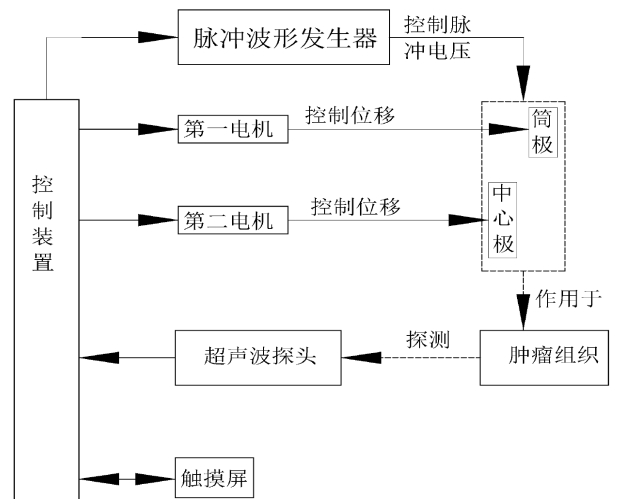 脉冲波形发生器
控制脉
冲电压
控制装置
第一电机
控制位移
筒极
第二电机
控制位移
中心极
作用于
超声波探头
探测
肿瘤组织
触摸屏